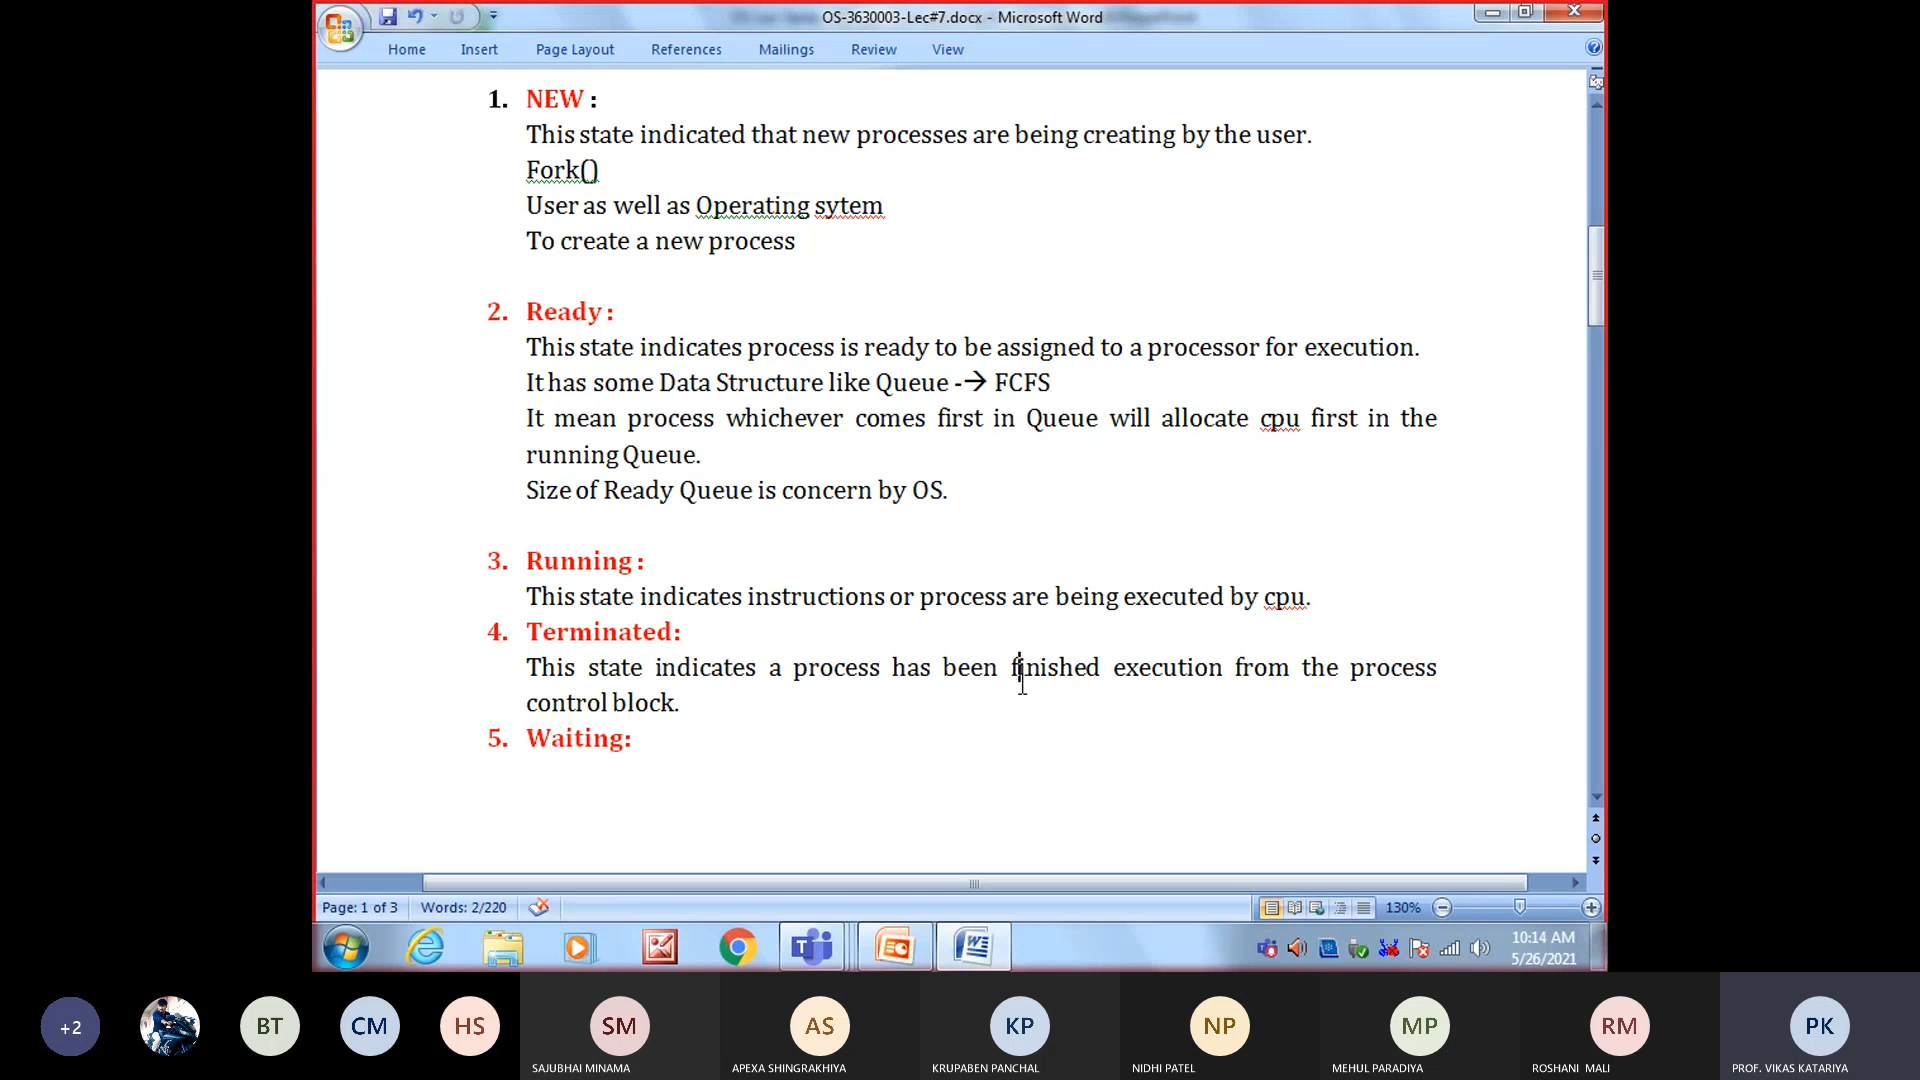 OS-3630003-Lec#7.docx - Microsoft Word
Home Insert Page Layout References Mailings Review View
1. NEW :
This state indicated that new processes are being creating by the user.
Fork()
User as well as Operating sytem
To create a new process
2. Ready :
This state indicates process is ready to be assigned to a processor for execution.
It has some Data Structure like Queue -→ FCFS
It mean process whichever comes first in Queue will allocate cpu first in the
running Queue.
Size of Ready Queue is concern by OS.
3. Running :
This state indicates instructions or process are being executed by cpu.
4. Terminated:
This state indicates a process has been finished execution from the process
control block.
5. Waiting:
Page: 1 of 3 Words: 2/220 130%
10:14 AM
5/26/2021
+2 BT CM HS SM AS KP NP MP RM PK
SAJUBHAI MINAMA APEXA SHINGRAKHIYA KRUPABEN PANCHAL NIDHI PATEL MEHUL PARADIYA ROSHANI MALI PROF. VIKAS KATARIYA